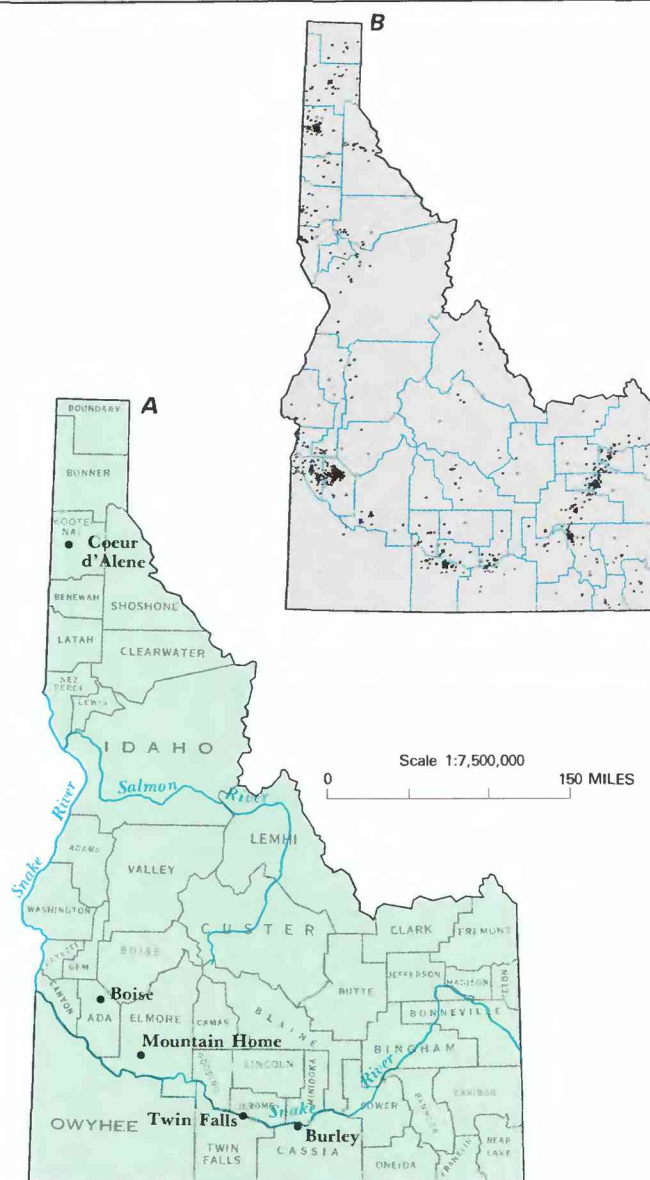 B
A
BOUNDARY
BONNER
KOOTE-
NAI
Coeur
d'Alene
BENEWAH
SHOSHONE
LATAH
CLEARWATER
NEZ
PERCE
LEWIS
IDAHO
Scale 1:7,500,000
0
150 MILES
Salmon
River
Snake
River
LEMHI
ADAMS
VALLEY
WASHINGTON
CUSTER
CLARK
FREMONT
PAYETTE
GEM
BOISE
JEFFERSON
MADISON
TETON
BUTTE
CANYON
Boise
ADA
ELMORE
CAMAS
BLAINE
BONNEVILLE
Mountain Home
BINGHAM
GOODING
LINCOLN
MINIDOKA
River
CARIBOU
JEROME
Snake
POWER
BANNOCK
Twin Falls
OWYHEE
Burley
TWIN
FALLS
CASSIA
ONEIDA
FRANKLIN
BEAR
LAKE